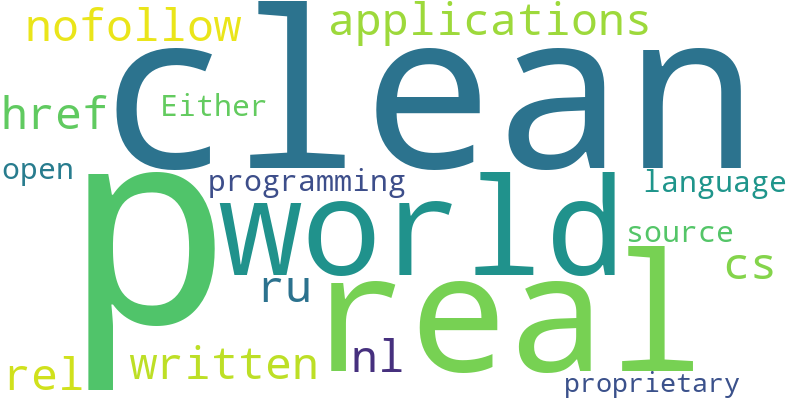 nofollow
applications
clean
href
Either
open
programming
language
p
world
source
ru
real
cs
rel
written
nl
proprietary